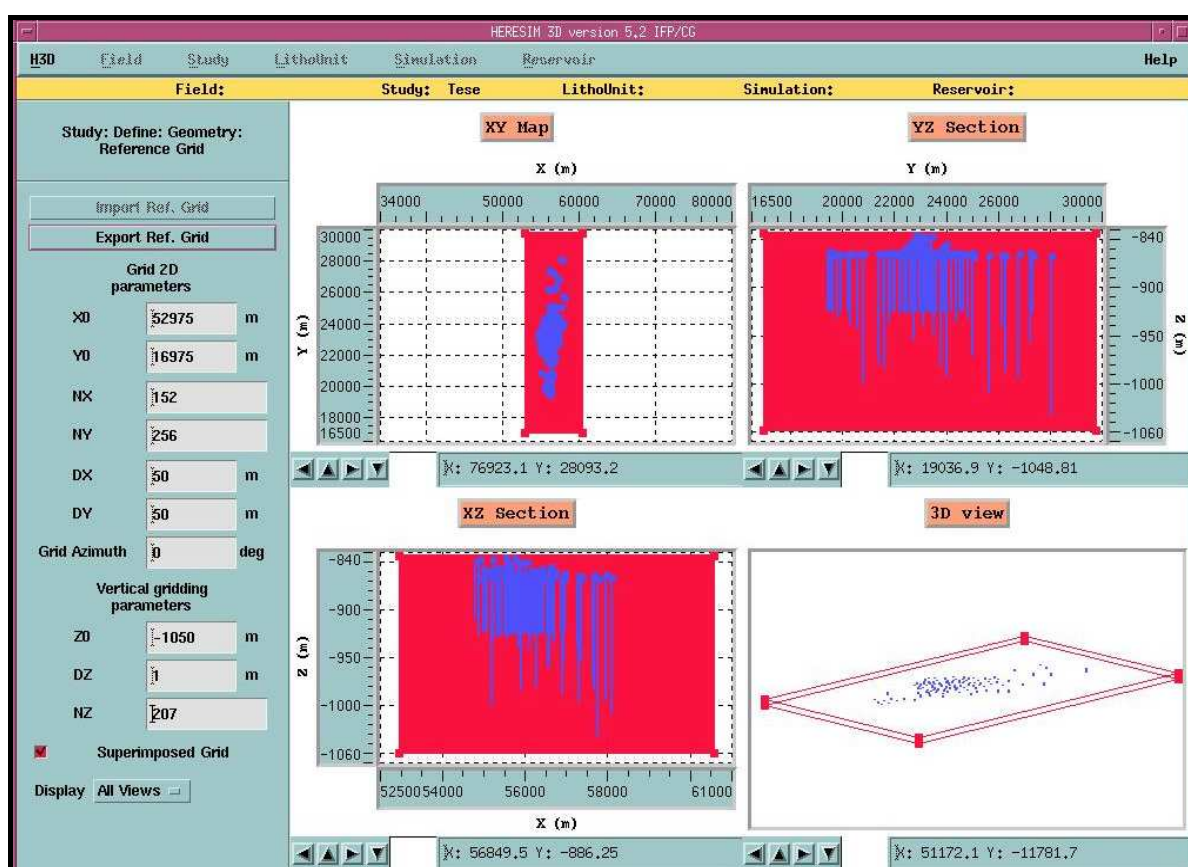 HERESIM 3D version 5.2 IFP/CG
H3D Field Study LithoUnit Simulation Reservoir Help
Field: Study: Tese LithoUnit: Simulation: Reservoir:
Study: Define: Geometry:
Reference Grid
Import Ref. Grid
Export Ref. Grid
Grid 2D
parameters
X0 52975 m
Y0 16975 m
NX 152
NY 256
DX 50 m
DY 50 m
Grid Azimuth 0 deg
Vertical gridding
parameters
Z0 -1050 m
DZ 1 m
NZ 207
Superimposed Grid
Display All Views
XY Map
X (m)
34000 50000 60000 70000 80000
30000
28000
26000
24000
22000
20000
18000
16500
Y (m)
X: 76923.1 Y: 28093.2
YZ Section
Y (m)
16500 20000 22000 24000 26000 30000
-840
-900
-950
-1000
-1060
Z (m)
X: 19036.9 Y: -1048.81
XZ Section
-840
-900
-950
-1000
-1060
Z (m)
52500 54000 56000 58000 61000
X (m)
X: 56849.5 Y: -886.25
3D view
X: 51172.1 Y: -11781.7